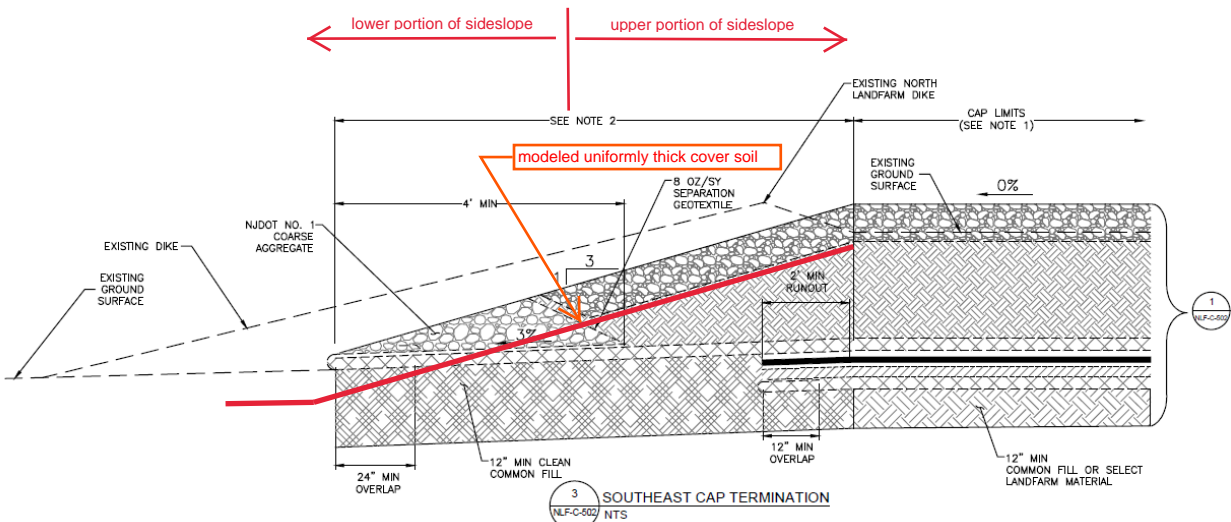 lower portion of sideslope
upper portion of sideslope
EXISTING NORTH
LANDFARM DIKE
SEE NOTE 2
CAP LIMITS
(SEE NOTE 1)
modeled uniformly thick cover soil
EXISTING
GROUND
SURFACE
8 OZ/SY
SEPARATION
GEOTEXTILE
0%
4' MIN
NJDOT NO. 1
COARSE
AGGREGATE
EXISTING DIKE
3
1
EXISTING
GROUND
SURFACE
2' MIN
RUNOUT
1
NLF-C-502
3%
24" MIN
OVERLAP
12" MIN CLEAN
COMMON FILL
12" MIN
OVERLAP
12" MIN
COMMON FILL OR SELECT
LANDFARM MATERIAL
3
NLF-C-502
SOUTHEAST CAP TERMINATION
NTS